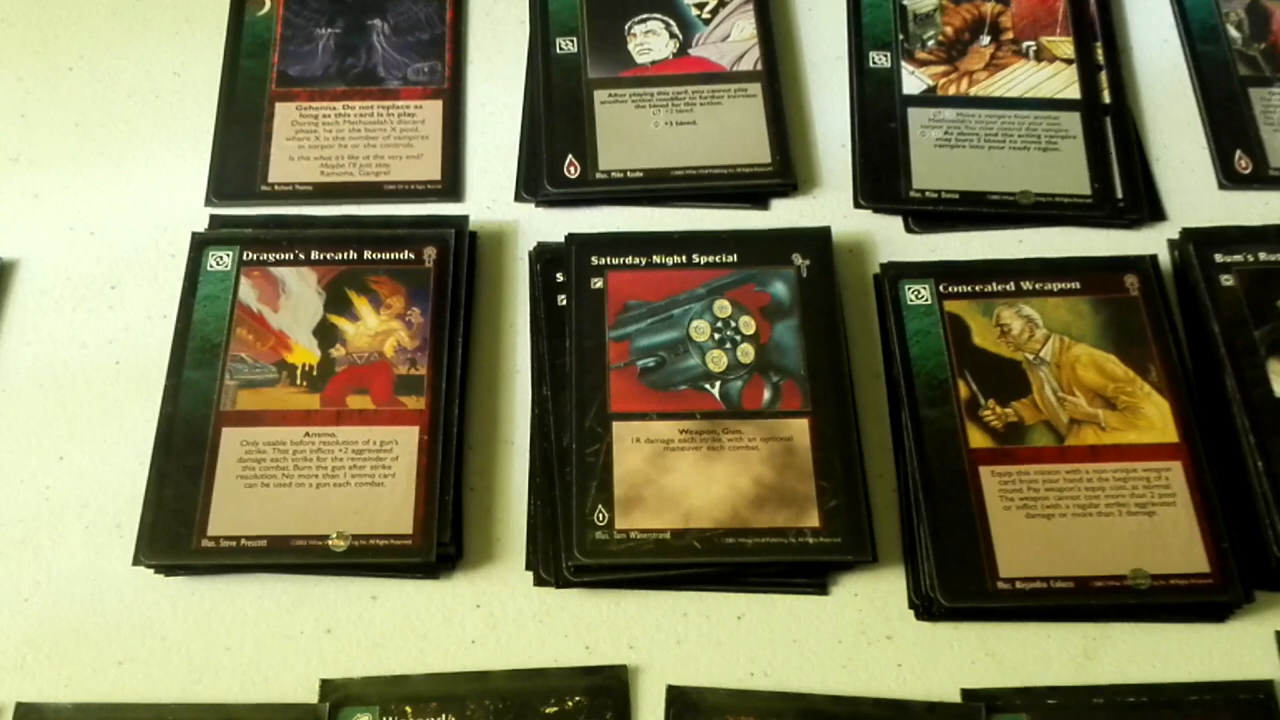 Gehenna. Do not replace as
long as this card is in play.
During each Methuselah's discard
phase, he or she burns X pool,
where X is the number of vampires
in torpor he or she controls.
Is this what it's like at the very end?
Maybe I'll just stay.
Ramona, Gangrel
Illus. Richard Thomas
After playing this card, you cannot play
another action modifier to further increase
the bleed for this action.
+2 bleed.
+3 bleed.
1
Illus. Mike Raabe
Move a vampire from another
Methuselah's torpor area to your own
torpor area. You now control that vampire.
As above, and the acting vampire
may burn 2 blood to move the
vampire into your ready region.
Illus. Mike Danza
Dragon's Breath Rounds
Ammo.
Only usable before resolution of a gun's
strike. That gun inflicts +2 aggravated
damage each strike for the remainder of
this combat. Burn the gun after strike
resolution. No more than 1 ammo card
can be used on a gun each combat.
Illus. Steve Prescott
S
Saturday-Night Special
Weapon, Gun.
1R damage each strike, with an optional
maneuver each combat.
1
Illus. Tom Wänerstrand
Concealed Weapon
Equip this minion with a non-unique weapon
card from your hand at the beginning of a
round. Pay weapon's equip cost, as normal.
The weapon cannot cost more than 2 pool
or inflict (with a regular strike) aggravated
damage or more than 3 damage.
Illus. Alejandro Colucci
Bum's